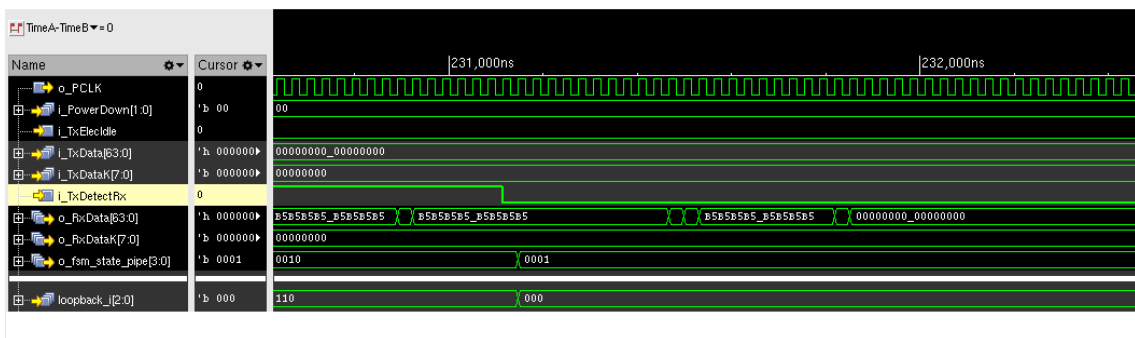 TimeA-TimeB▼= 0
Name Cursor
231,000ns 232,000ns
o_PCLK 0
i_PowerDown[1:0] 'b 00 00
i_TxElecIdle 0
i_TxData[63:0] 'h 000000 00000000_00000000
i_TxDataK[7:0] 'b 000000 00000000
i_TxDetectRx 0
o_RxData[63:0] 'h 000000 B5B5B5B5_B5B5B5B5 B5B5B5B5_B5B5B5B5 B5B5B5B5_B5B5B5B5 00000000_00000000
o_RxDataK[7:0] 'b 000000 00000000
o_fsm_state_pipe[3:0] 'b 0001 0010 0001
loopback_i[2:0] 'b 000 110 000